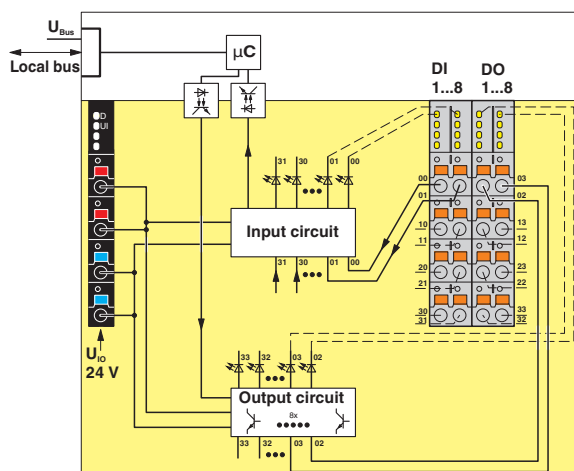 U Bus
Local bus
µC
DI
1...8
DO
1...8
D
UI
31 30 01 00
00
01
03
02
Input circuit
10
11
13
12
31 30 01 00
20
21
23
22
30
31
33
32
U IO
24 V
33 32 03 02
Output circuit
8x
33 32 03 02